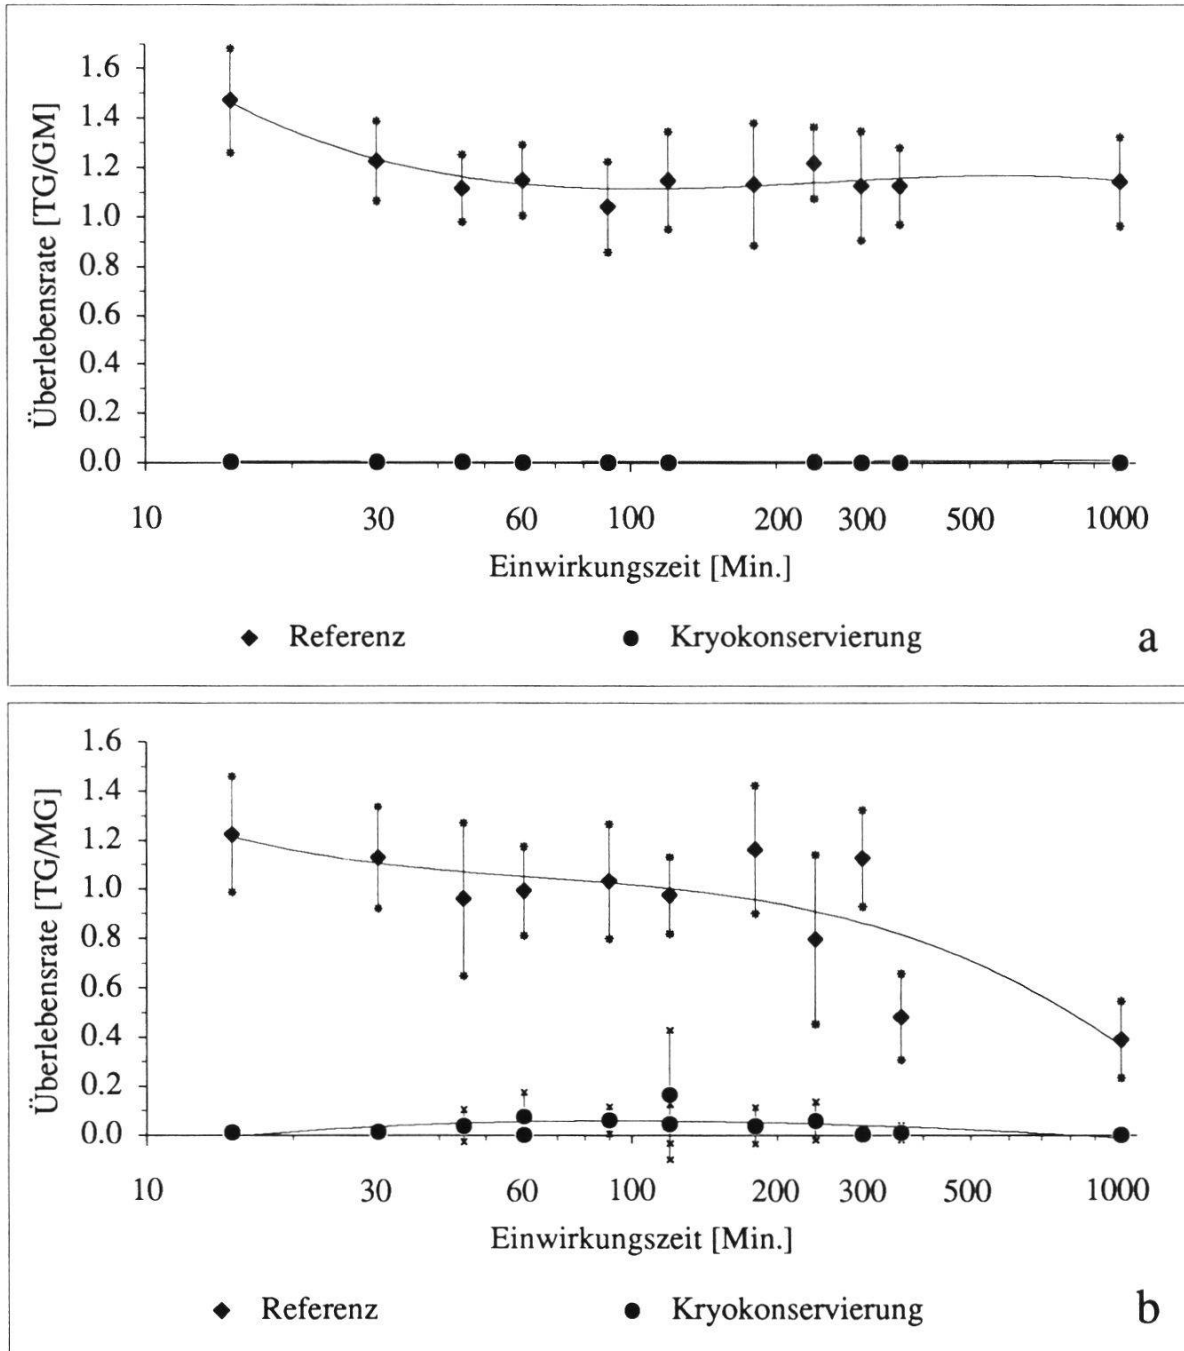 Überlebensrate [TG/GM]
1.6
1.4
1.2
1.0
0.8
0.6
0.4
0.2
0.0
10 30 60 100 200 300 500 1000
Einwirkungszeit [Min.]
Referenz Kryokonservierung a
Überlebensrate [TG/MG]
1.6
1.4
1.2
1.0
0.8
0.6
0.4
0.2
0.0
10 30 60 100 200 300 500 1000
Einwirkungszeit [Min.]
Referenz Kryokonservierung b